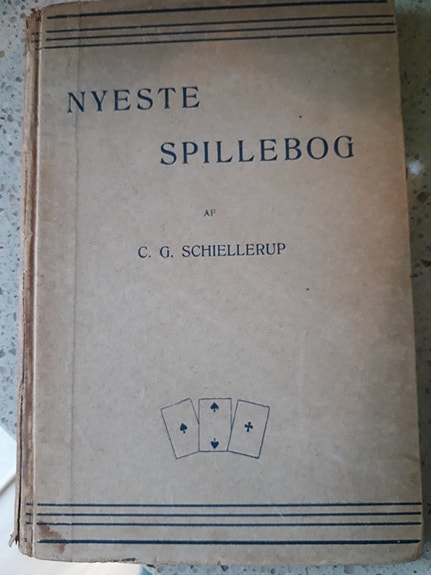 NYESTE
SPILLEBOG
AF
C. G. SCHIELLERUP